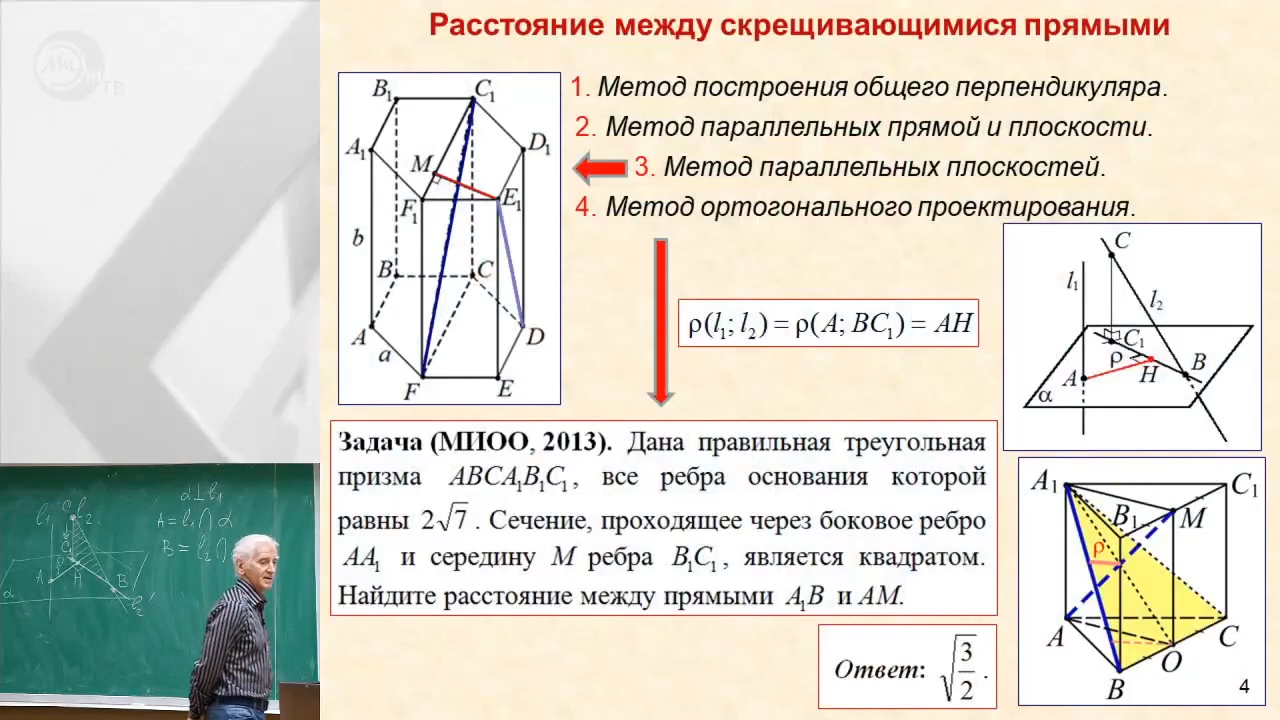 Расстояние между скрещивающимися прямыми
1. Метод построения общего перпендикуляра.
2. Метод параллельных прямой и плоскости.
3. Метод параллельных плоскостей.
4. Метод ортогонального проектирования.
B₁ C₁
A₁ M D₁
F₁ E₁
b
B C
A D
a
F E
ρ(l₁; l₂) = ρ(A; BC₁) = AH
C
l₁ l₂
C₁
ρ
A H B
α
Задача (МИОО, 2013). Дана правильная треугольная
призма ABCA₁B₁C₁, все ребра основания которой
равны 2√7. Сечение, проходящее через боковое ребро
AA₁ и середину M ребра B₁C₁, является квадратом.
Найдите расстояние между прямыми A₁B и AM.
Ответ: √(3/2).
A₁ C₁
B₁ M
ρ
A C
O
B
4
α⊥l₁
A = l₁ ∩ α
B = l₂ ∩